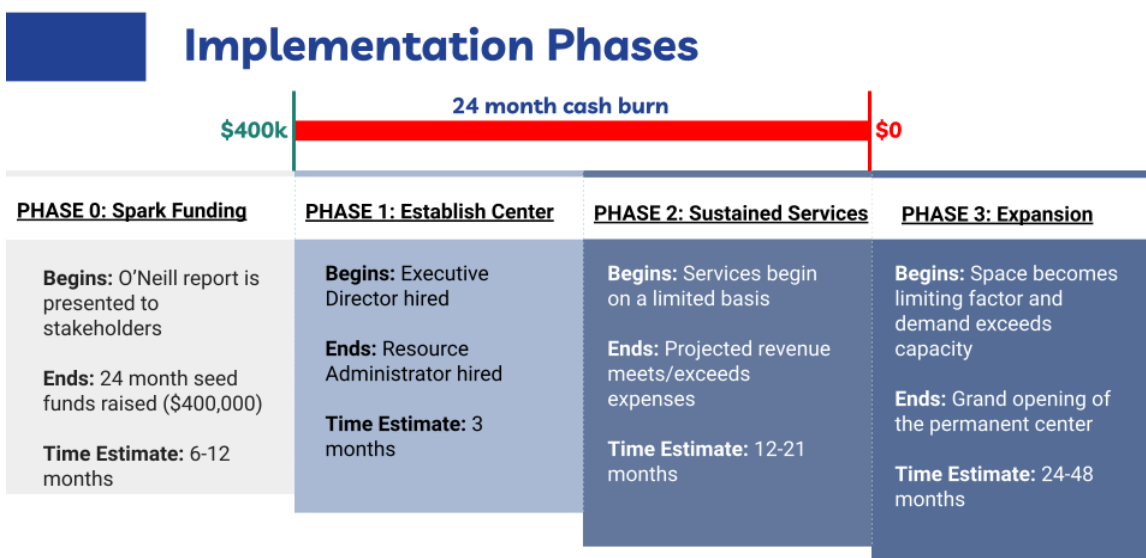 Implementation Phases
24 month cash burn
$400k
$0
PHASE 0: Spark Funding
Begins: O'Neill report is
presented to
stakeholders
Ends: 24 month seed
funds raised ($400,000)
Time Estimate: 6-12
months
PHASE 1: Establish Center
Begins: Executive
Director hired
Ends: Resource
Administrator hired
Time Estimate: 3
months
PHASE 2: Sustained Services
Begins: Services begin
on a limited basis
Ends: Projected revenue
meets/exceeds
expenses
Time Estimate: 12-21
months
PHASE 3: Expansion
Begins: Space becomes
limiting factor and
demand exceeds
capacity
Ends: Grand opening of
the permanent center
Time Estimate: 24-48
months